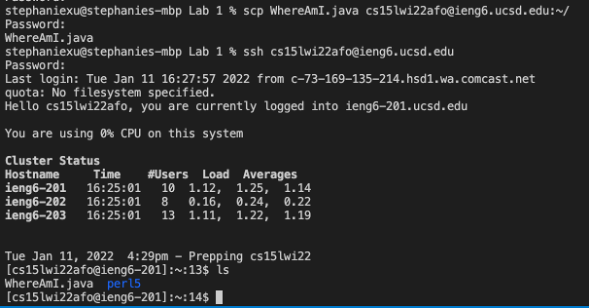 Password:
stephaniexu@stephanies-mbp Lab 1 % scp WhereAmI.java cs15lwi22afo@ieng6.ucsd.edu:~/
Password:
WhereAmI.java
stephaniexu@stephanies-mbp Lab 1 % ssh cs15lwi22afo@ieng6.ucsd.edu
Password:
Last login: Tue Jan 11 16:27:57 2022 from c-73-169-135-214.hsd1.wa.comcast.net
quota: No filesystem specified.
Hello cs15lwi22afo, you are currently logged into ieng6-201.ucsd.edu
You are using 0% CPU on this system
Cluster Status
Hostname Time #Users Load Averages
ieng6-201 16:25:01 10 1.12, 1.25, 1.14
ieng6-202 16:25:01 8 0.16, 0.24, 0.22
ieng6-203 16:25:01 13 1.11, 1.22, 1.19
Tue Jan 11, 2022 4:29pm - Prepping cs15lwi22
[cs15lwi22afo@ieng6-201]:~:13$ ls
WhereAmI.java perl5
[cs15lwi22afo@ieng6-201]:~:14$